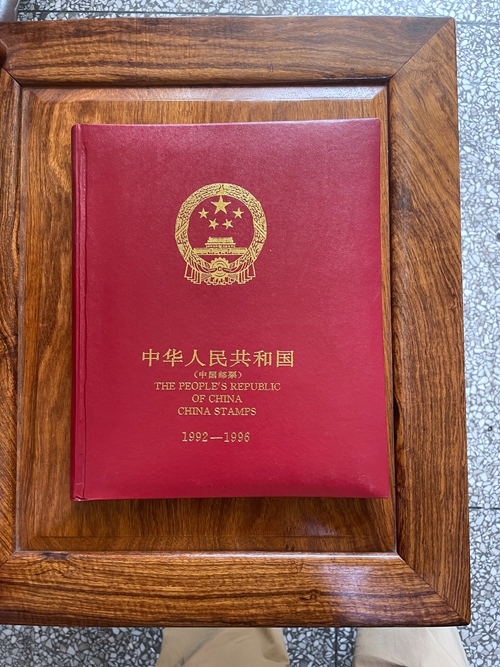 中华人民共和国
(中国邮票)
THE PEOPLE'S REPUBLIC
OF CHINA
CHINA STAMPS
1992—1996